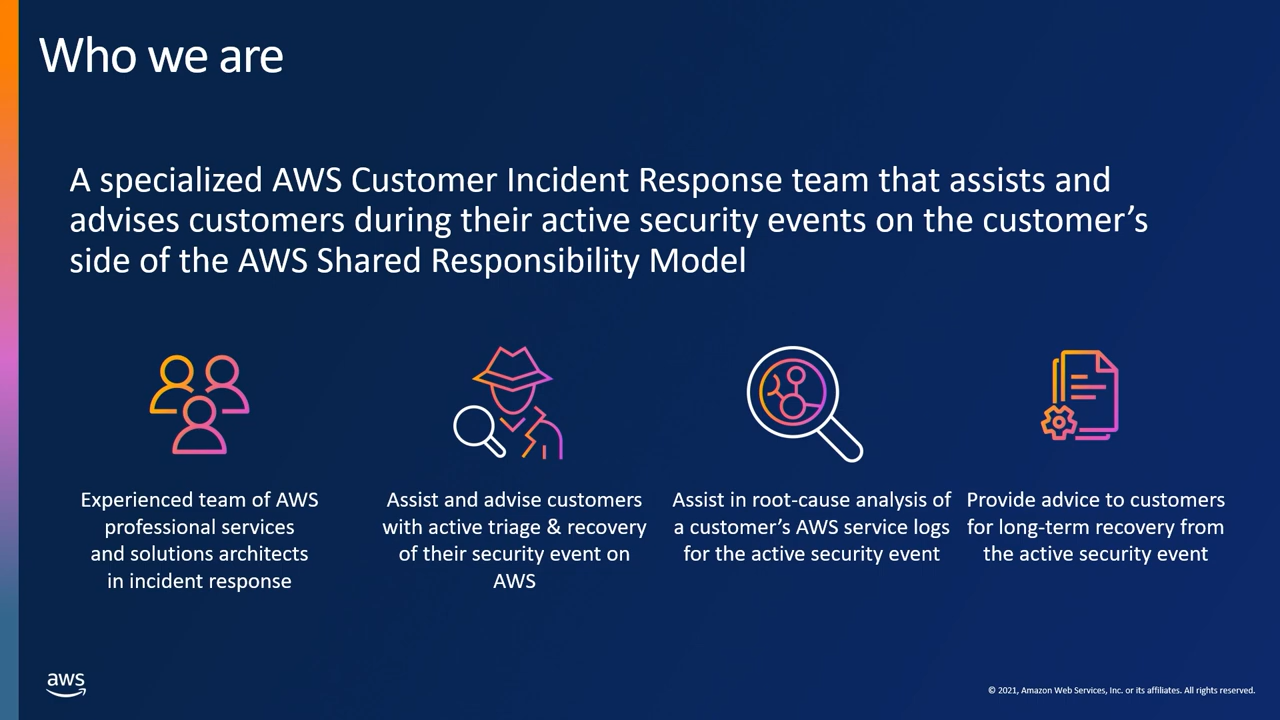 Who we are
A specialized AWS Customer Incident Response team that assists and
advises customers during their active security events on the customer’s
side of the AWS Shared Responsibility Model
Experienced team of AWS
professional services
and solutions architects
in incident response
Assist and advise customers
with active triage & recovery
of their security event on
AWS
Assist in root-cause analysis of
a customer’s AWS service logs
for the active security event
Provide advice to customers
for long-term recovery from
the active security event
aws
© 2021, Amazon Web Services, Inc. or its affiliates. All rights reserved.